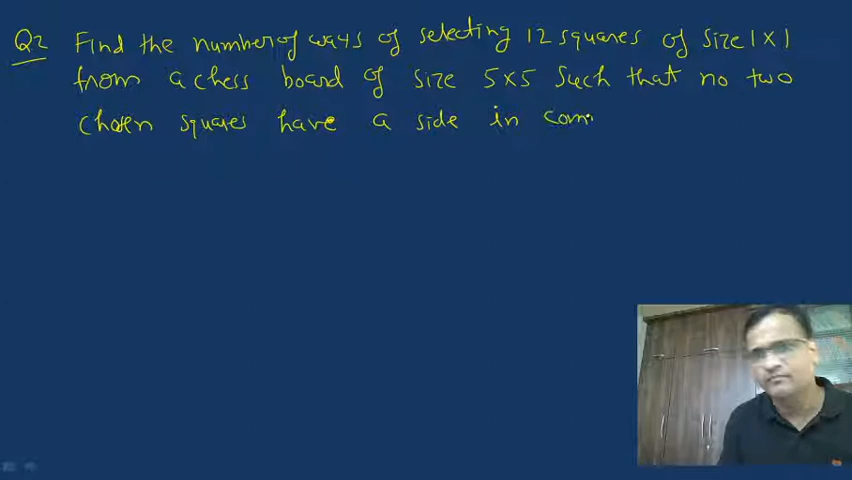 Q2 Find the number of ways of selecting 12 squares of size 1×1
from a chess board of size 5×5 such that no two
chosen squares have a side in com